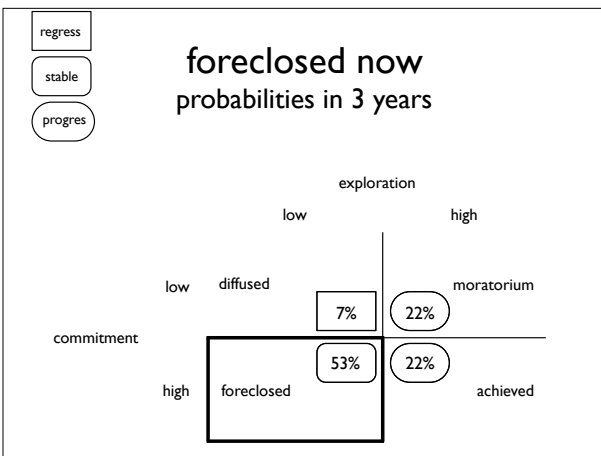 regress
stable
progres
foreclosed now
probabilities in 3 years
exploration
low high
low diffused moratorium
7% 22%
commitment
53% 22%
high foreclosed achieved